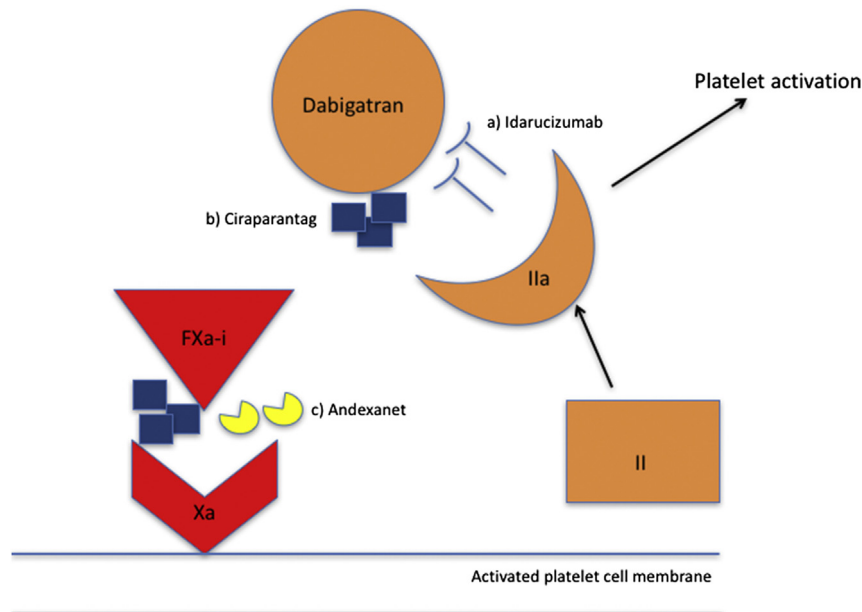 Platelet activation
Dabigatran
a) Idarucizumab
b) Ciraparantag
IIa
FXa-i
c) Andexanet
II
Xa
Activated platelet cell membrane